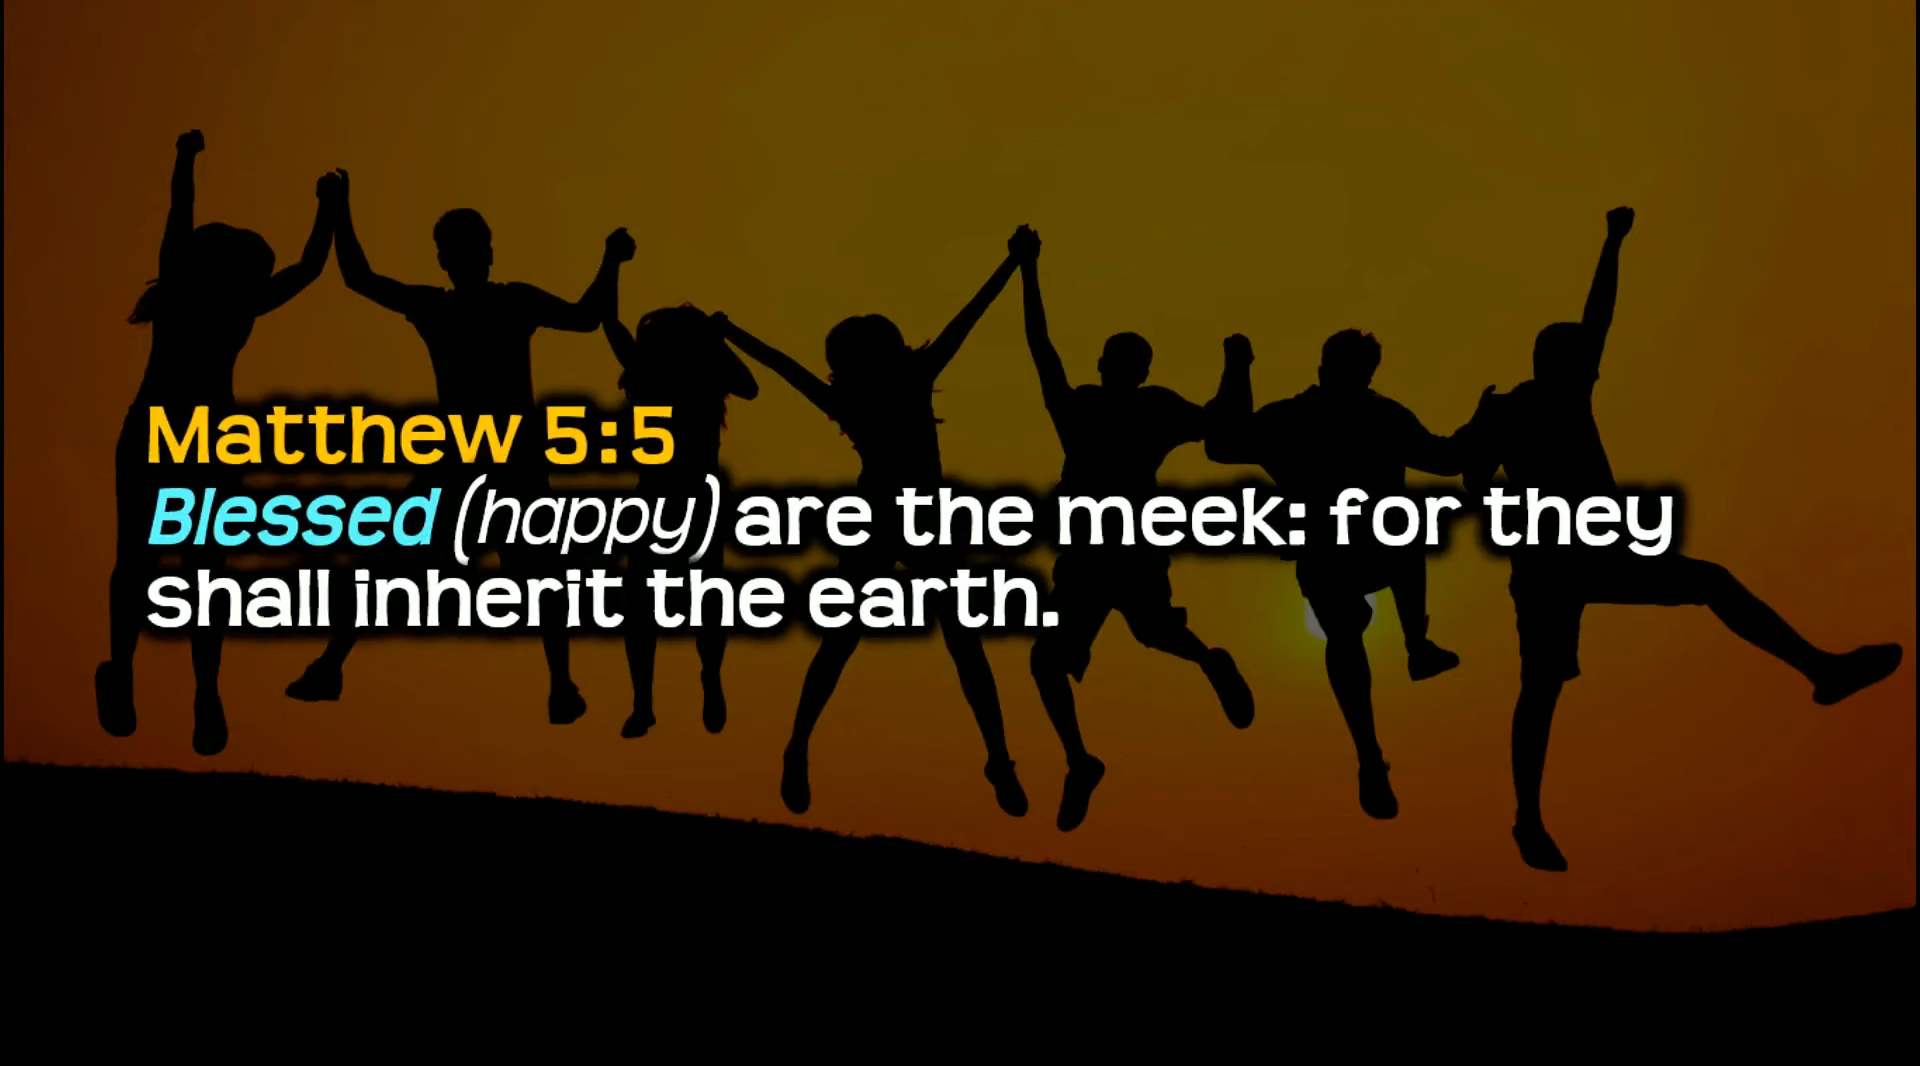 Matthew 5:5
Blessed (happy) are the meek: for they
shall inherit the earth.